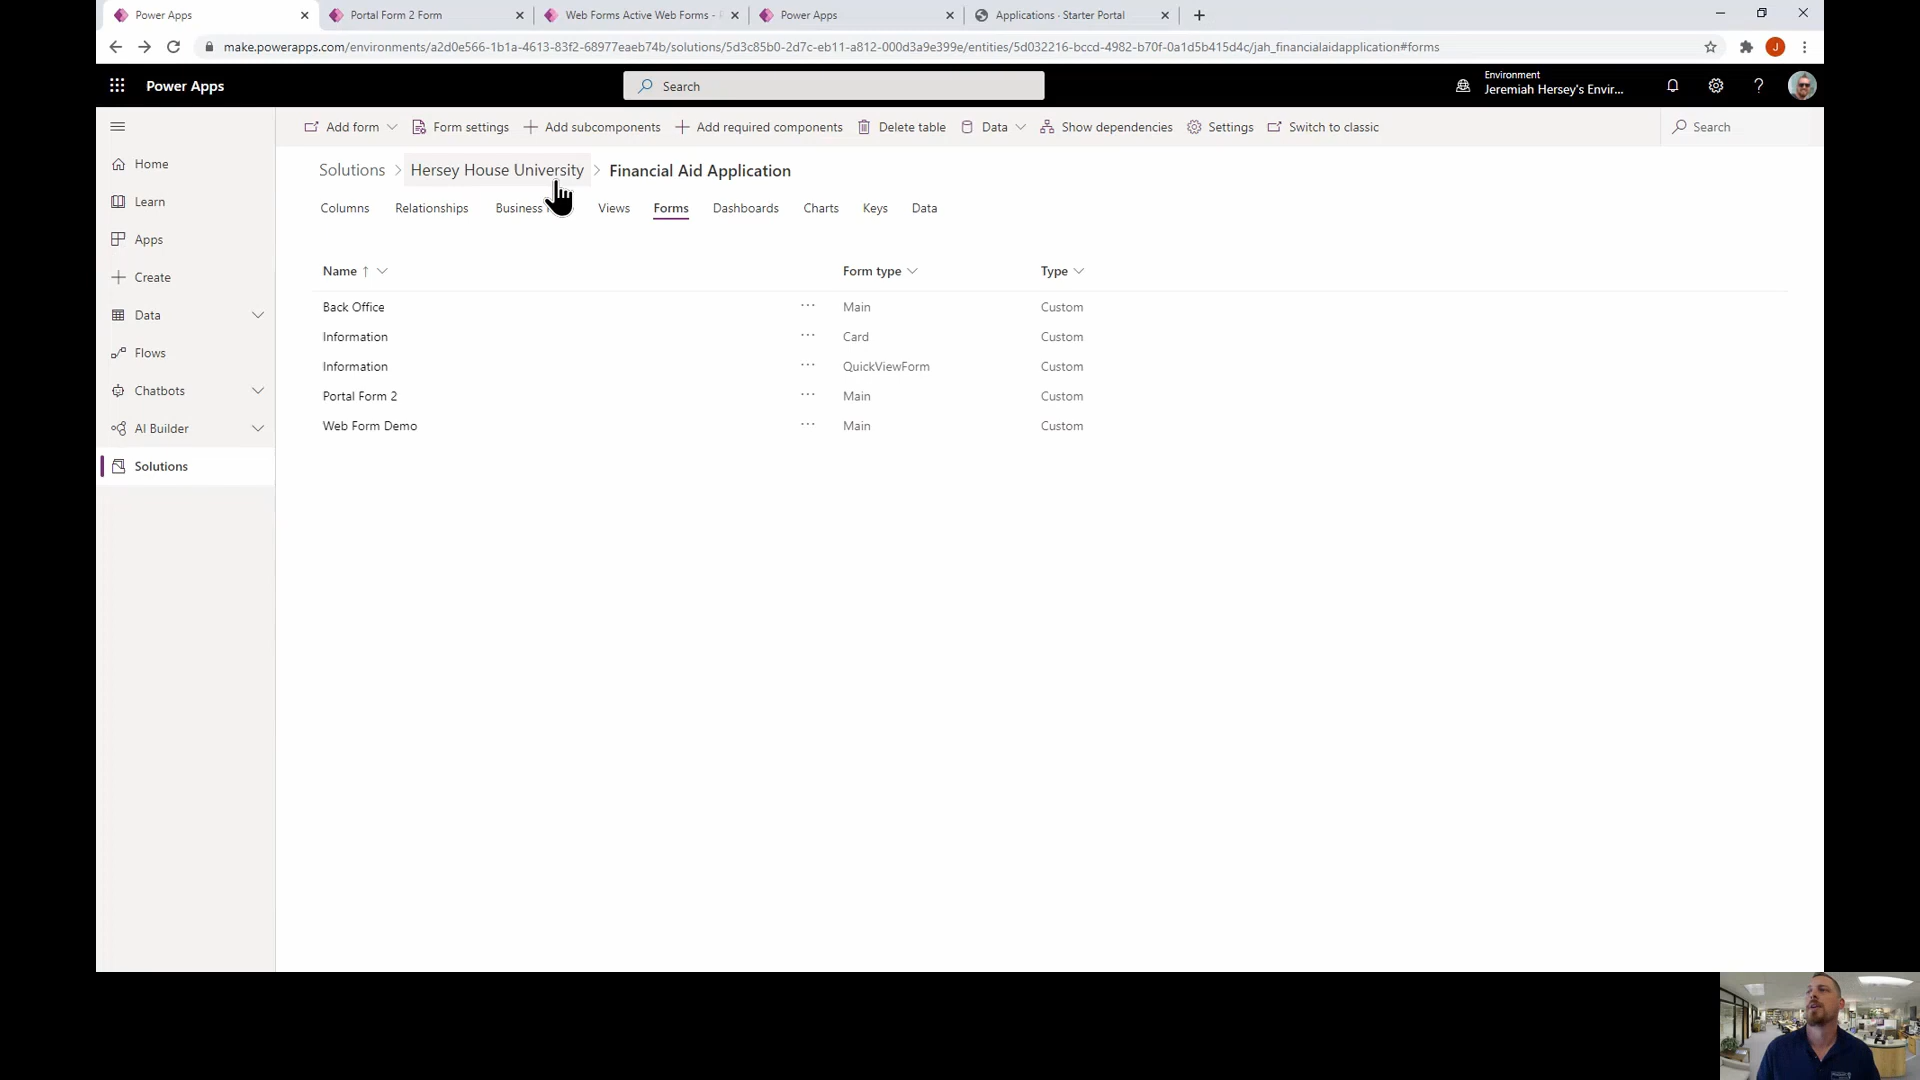 Power Apps
Portal Form 2 Form
Web Forms Active Web Forms -
Power Apps
Applications · Starter Portal
make.powerapps.com/environments/a2d0e566-1b1a-4613-83f2-68977eaeb74b/solutions/5d3c85b0-2d7c-eb11-a812-000d3a9e399e/entities/5d032216-bccd-4982-b70f-0a1d5b415d4c/jah_financialaidapplication#forms
J
Power Apps
Search
Environment
Jeremiah Hersey's Envir...
Add form
Form settings
Add subcomponents
Add required components
Delete table
Data
Show dependencies
Settings
Switch to classic
Search
Home
Learn
Apps
Create
Data
Flows
Chatbots
AI Builder
Solutions
Solutions > Hersey House University > Financial Aid Application
Columns Relationships Business Views Forms Dashboards Charts Keys Data
Name ↑ Form type Type
Back Office ... Main Custom
Information ... Card Custom
Information ... QuickViewForm Custom
Portal Form 2 ... Main Custom
Web Form Demo ... Main Custom